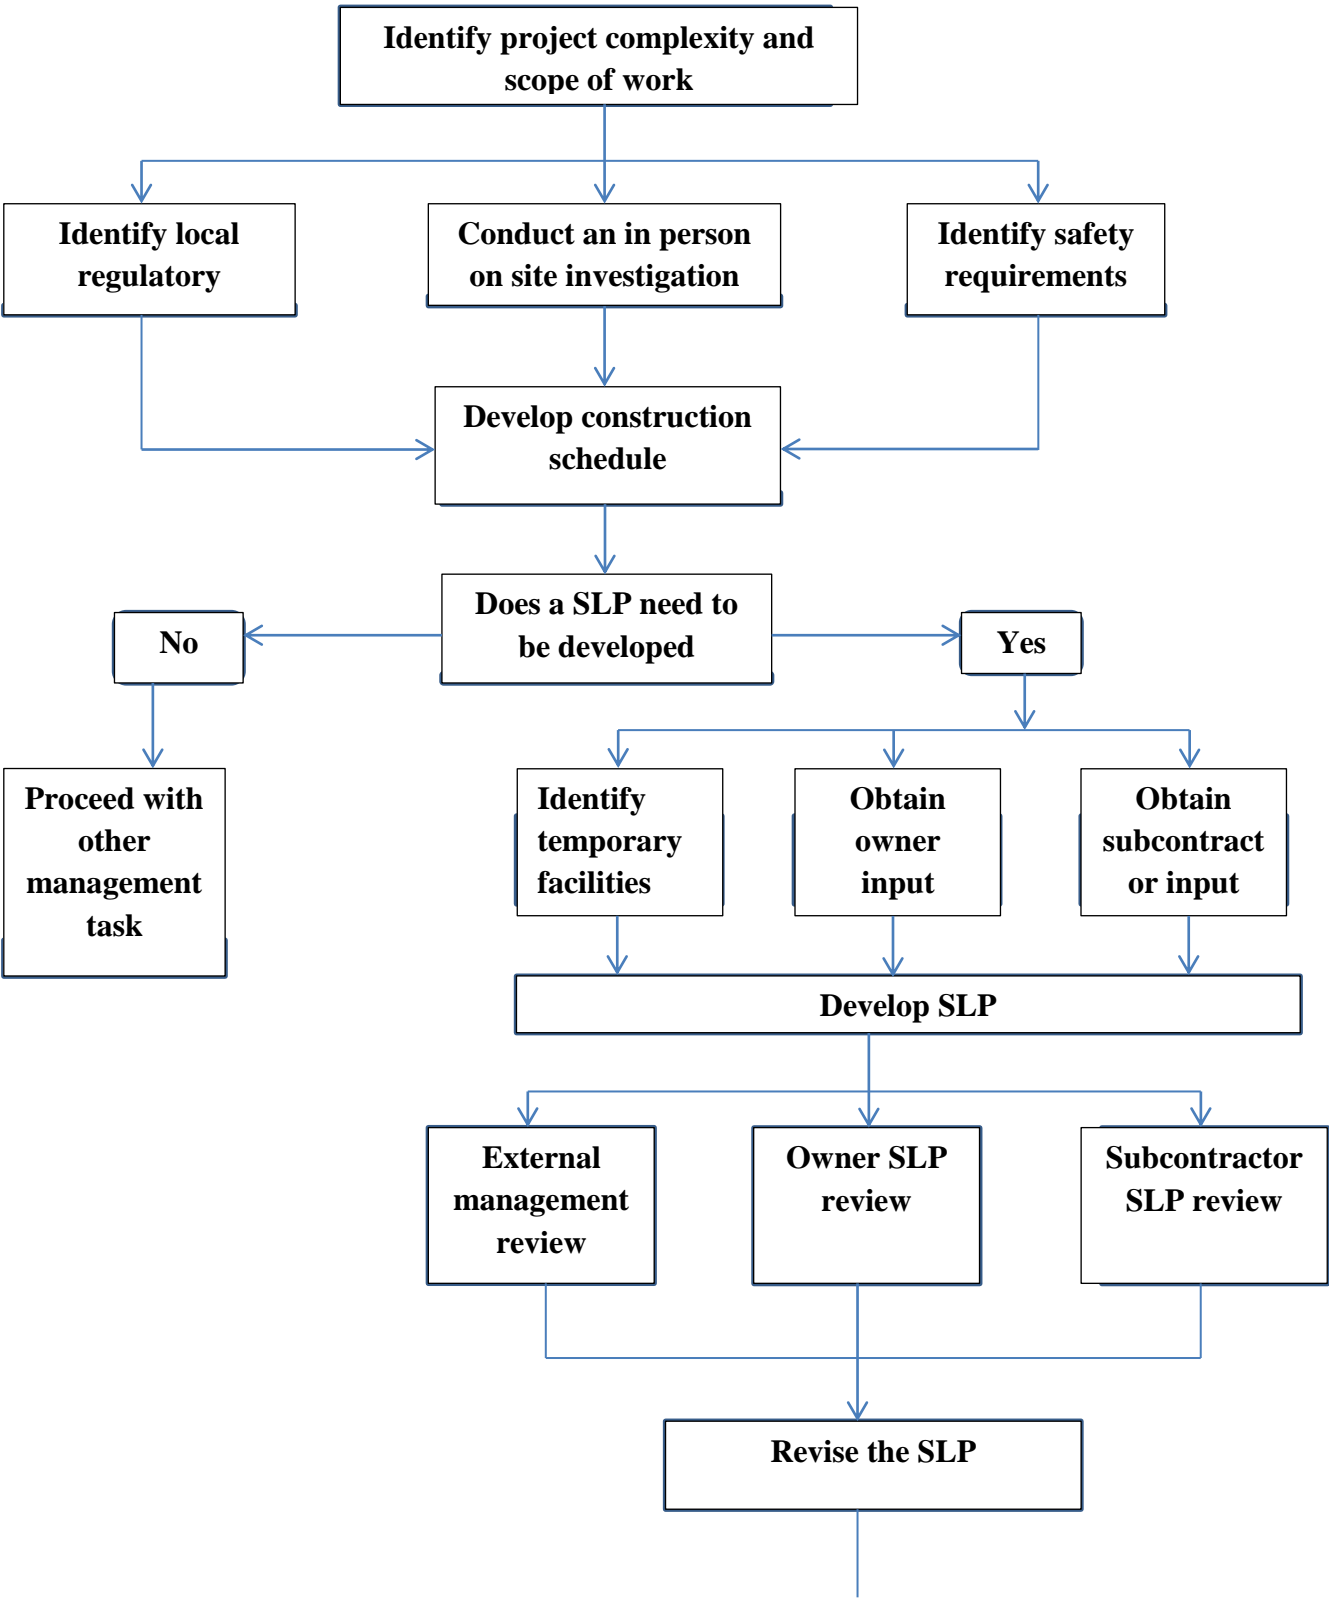 Identify project complexity and
scope of work
Identify local
regulatory
Conduct an in person
on site investigation
Identify safety
requirements
Develop construction
schedule
Does a SLP need to
be developed
No
Yes
Proceed with
other
management
task
Identify
temporary
facilities
Obtain
owner
input
Obtain
subcontract
or input
Develop SLP
External
management
review
Owner SLP
review
Subcontractor
SLP review
Revise the SLP